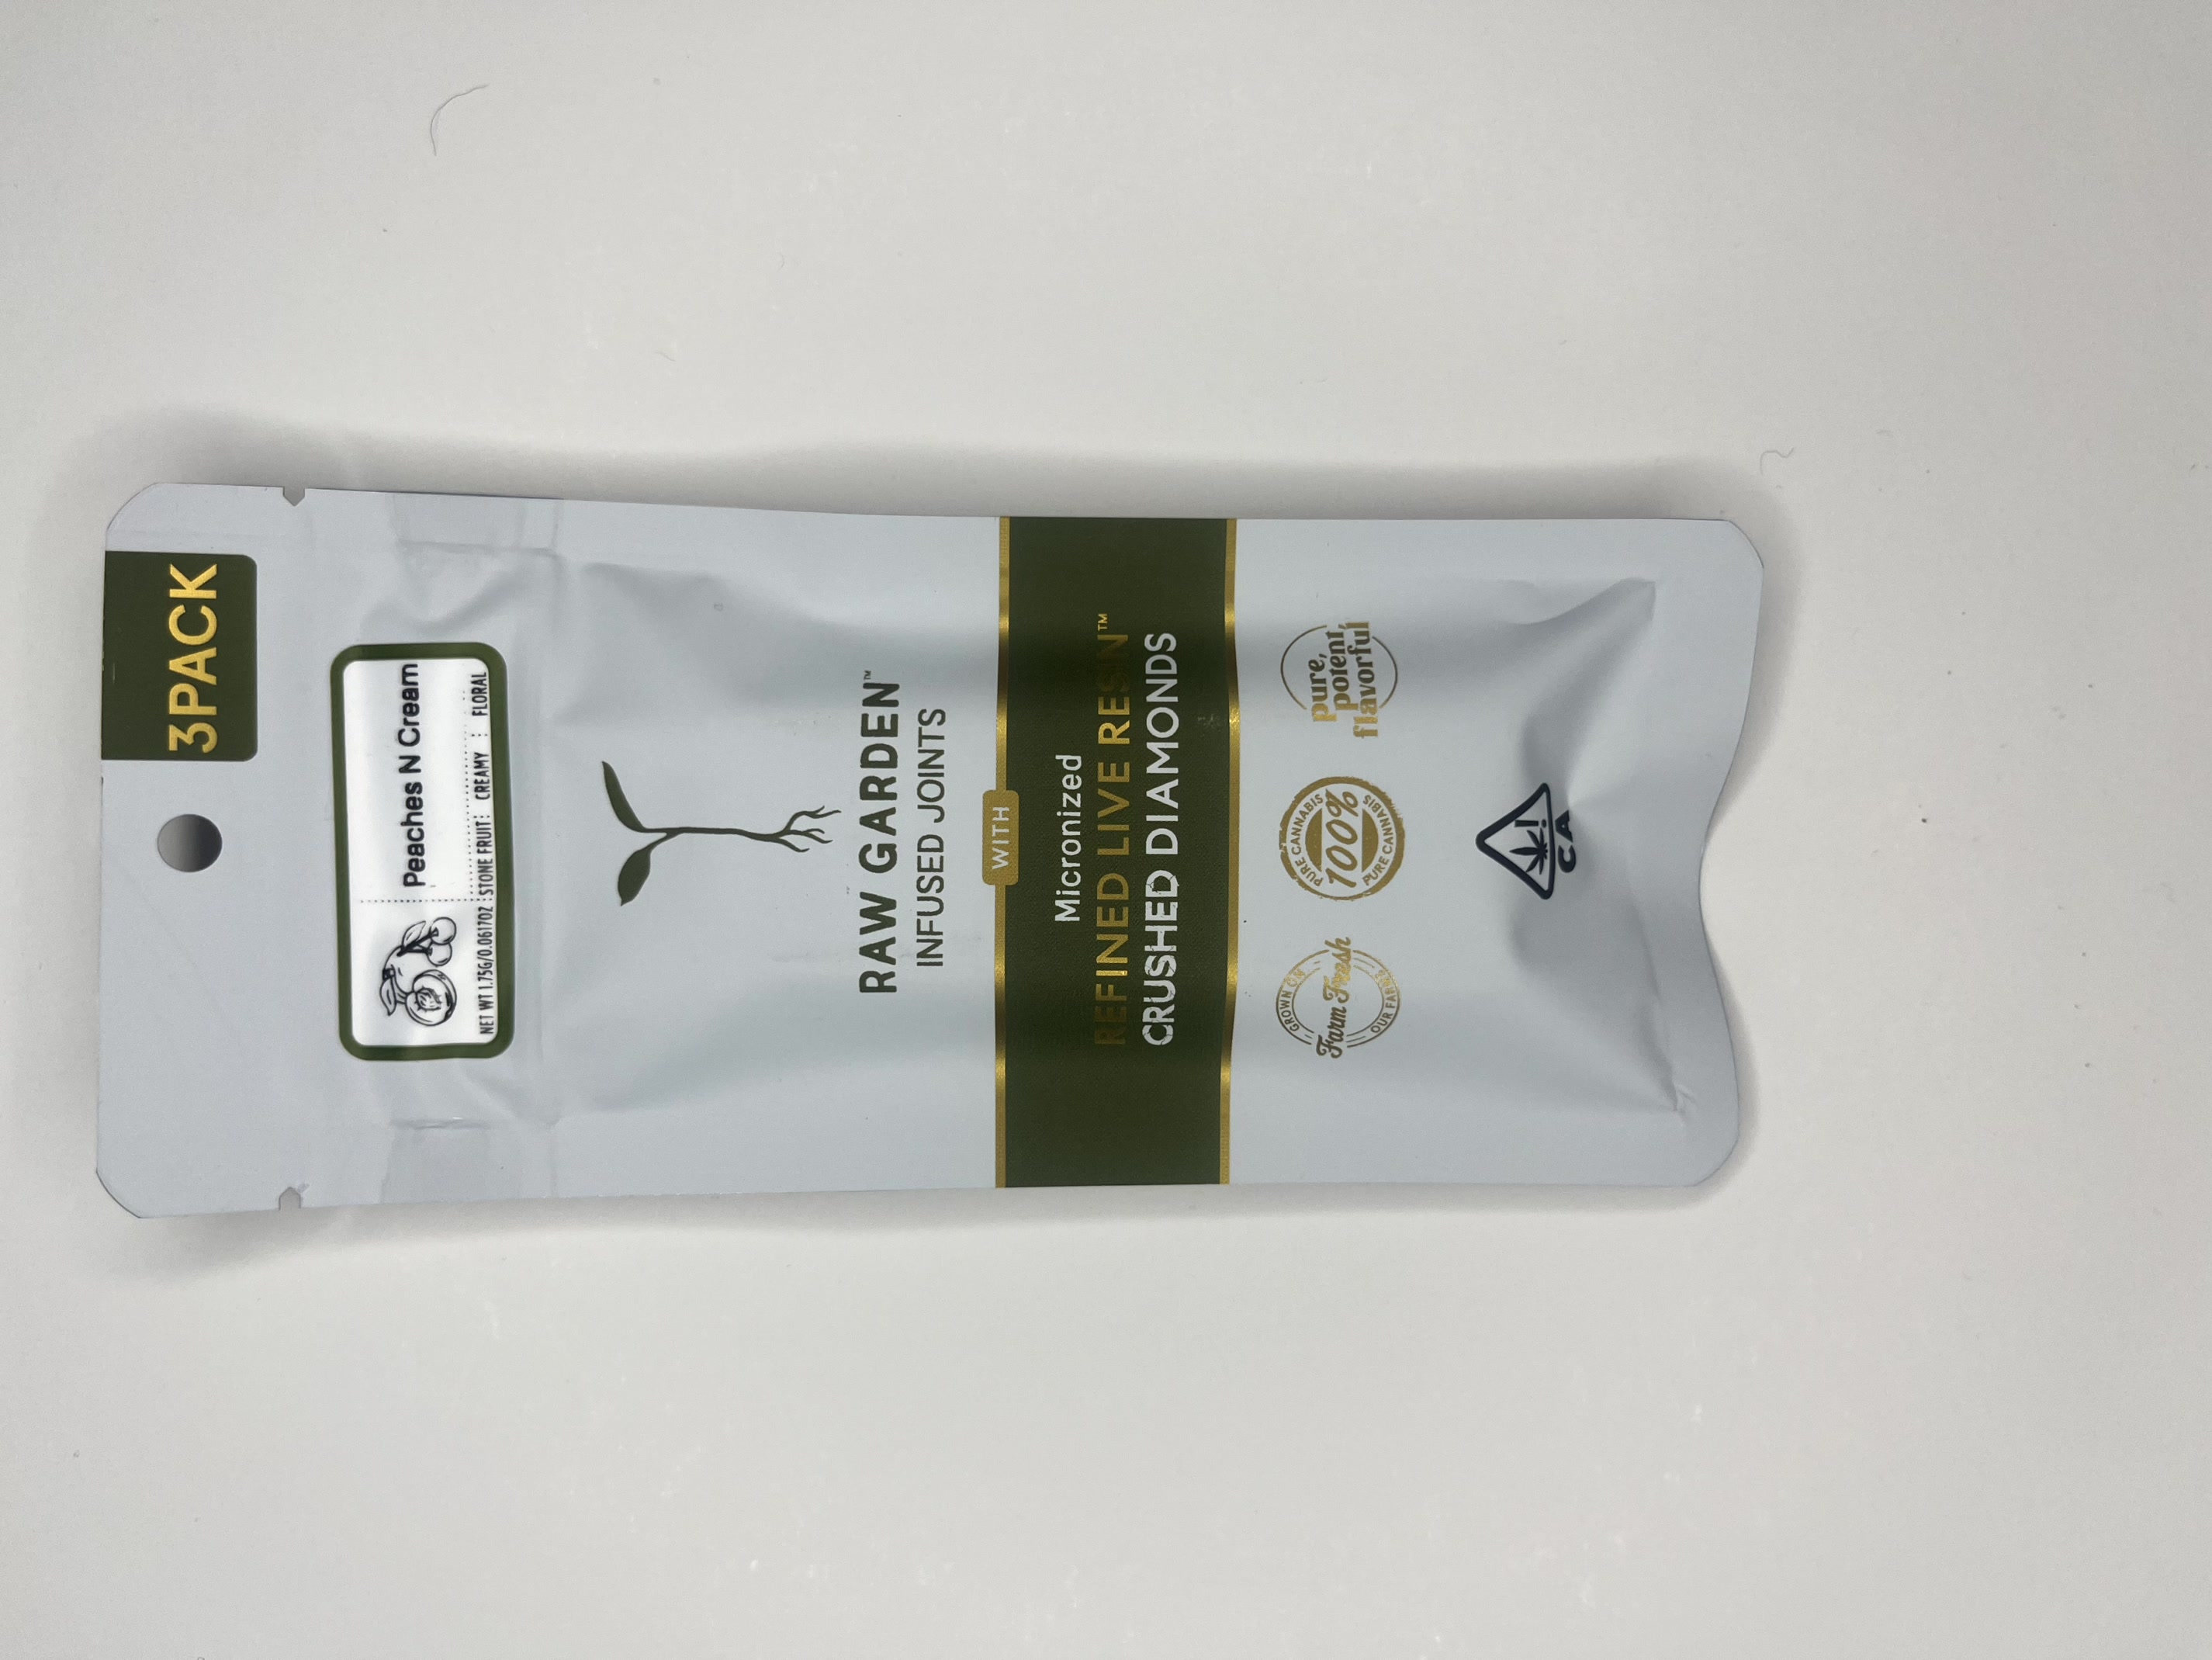 3PACK
Peaches N Cream
NET WT 1.75G/0.0617OZ STONE FRUIT CREAMY FLORAL
RAW GARDEN™
INFUSED JOINTS
WITH
Micronized
REFINED LIVE RESIN™
CRUSHED DIAMONDS
GROWN ON
Farm Fresh
OUR FARMS
PURE CANNABIS
100%
PURE CANNABIS
pure,
potent,
flavorful
!
CA